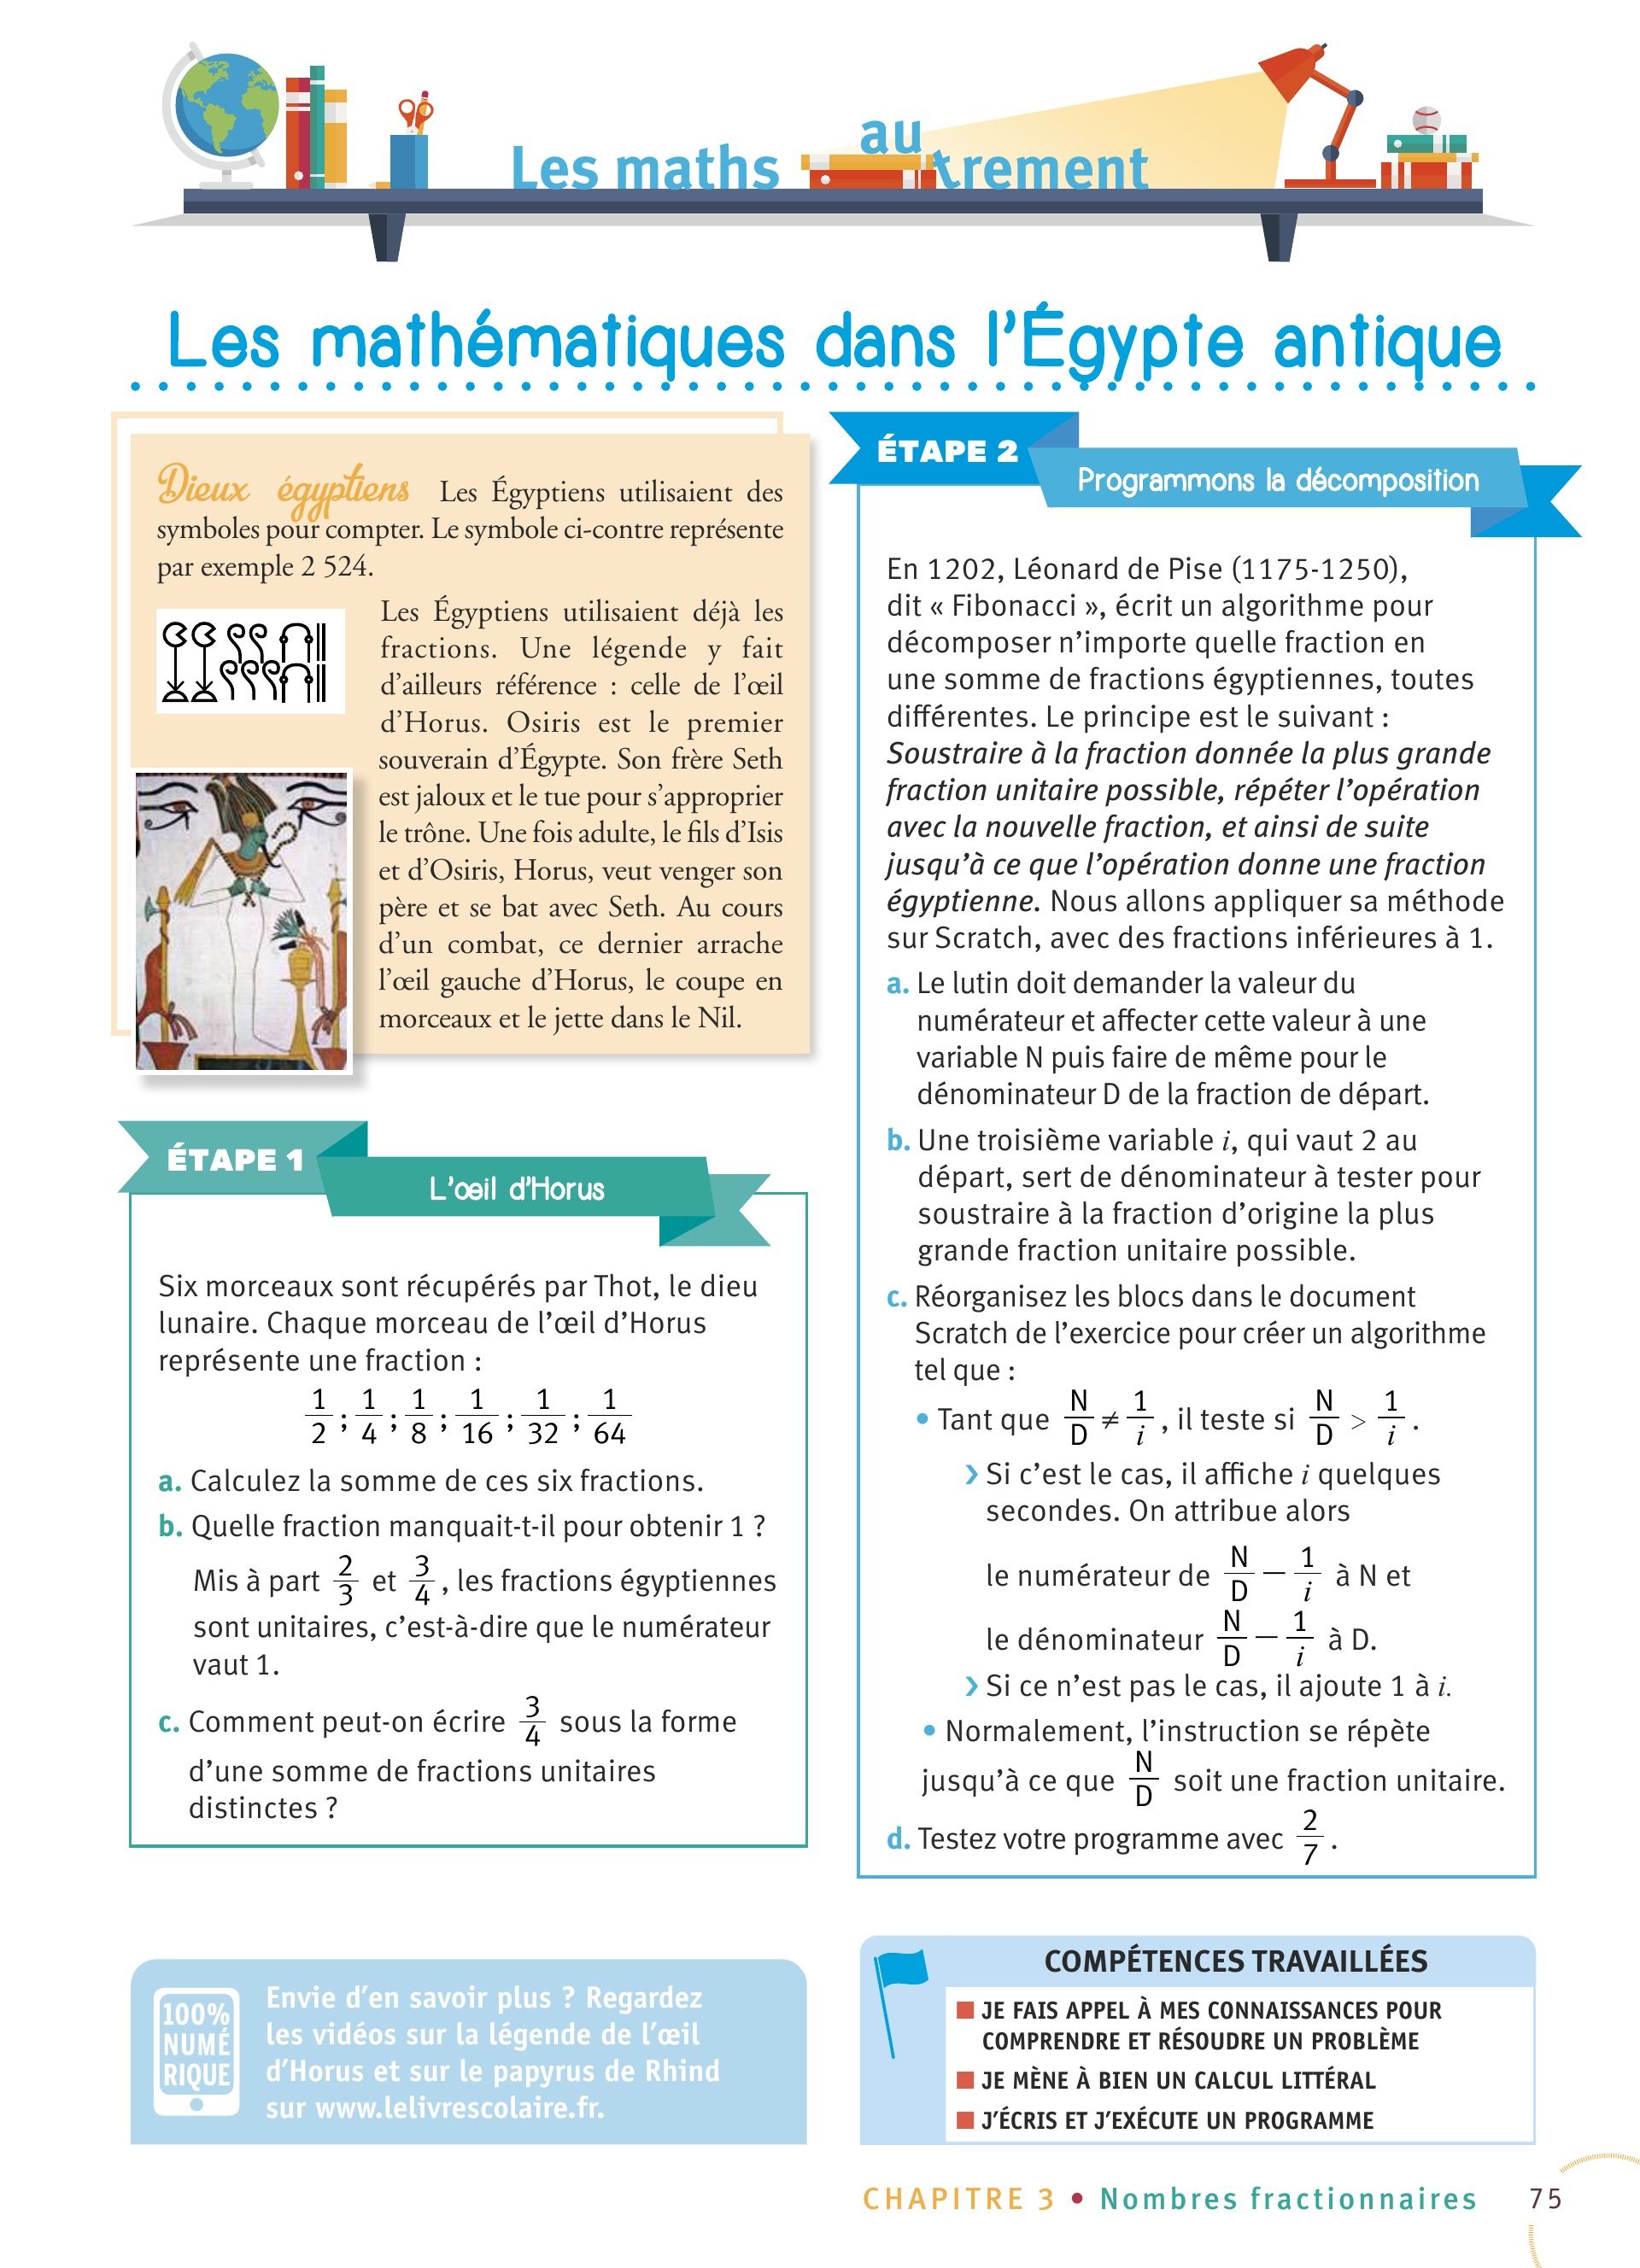 Les maths autrement
Les mathématiques dans l’Égypte antique
Dieux égyptiens Les Égyptiens utilisaient des
symboles pour compter. Le symbole ci-contre représente
par exemple 2 524.
Les Égyptiens utilisaient déjà les
fractions. Une légende y fait
d’ailleurs référence : celle de l’œil
d’Horus. Osiris est le premier
souverain d’Égypte. Son frère Seth
est jaloux et le tue pour s’approprier
le trône. Une fois adulte, le fils d’Isis
et d’Osiris, Horus, veut venger son
père et se bat avec Seth. Au cours
d’un combat, ce dernier arrache
l’œil gauche d’Horus, le coupe en
morceaux et le jette dans le Nil.
ÉTAPE 1
L’œil d’Horus
Six morceaux sont récupérés par Thot, le dieu
lunaire. Chaque morceau de l’œil d’Horus
représente une fraction :
1/2 ; 1/4 ; 1/8 ; 1/16 ; 1/32 ; 1/64
a. Calculez la somme de ces six fractions.
b. Quelle fraction manquait-t-il pour obtenir 1 ?
Mis à part 2/3 et 3/4, les fractions égyptiennes
sont unitaires, c’est-à-dire que le numérateur
vaut 1.
c. Comment peut-on écrire 3/4 sous la forme
d’une somme de fractions unitaires
distinctes ?
100%
NUMÉ
RIQUE
Envie d’en savoir plus ? Regardez
les vidéos sur la légende de l’œil
d’Horus et sur le papyrus de Rhind
sur www.lelivrescolaire.fr.
ÉTAPE 2
Programmons la décomposition
En 1202, Léonard de Pise (1175-1250),
dit « Fibonacci », écrit un algorithme pour
décomposer n’importe quelle fraction en
une somme de fractions égyptiennes, toutes
différentes. Le principe est le suivant :
Soustraire à la fraction donnée la plus grande
fraction unitaire possible, répéter l’opération
avec la nouvelle fraction, et ainsi de suite
jusqu’à ce que l’opération donne une fraction
égyptienne. Nous allons appliquer sa méthode
sur Scratch, avec des fractions inférieures à 1.
a. Le lutin doit demander la valeur du
numérateur et affecter cette valeur à une
variable N puis faire de même pour le
dénominateur D de la fraction de départ.
b. Une troisième variable i, qui vaut 2 au
départ, sert de dénominateur à tester pour
soustraire à la fraction d’origine la plus
grande fraction unitaire possible.
c. Réorganisez les blocs dans le document
Scratch de l’exercice pour créer un algorithme
tel que :
• Tant que N/D ≠ 1/i, il teste si N/D > 1/i.
› Si c’est le cas, il affiche i quelques
secondes. On attribue alors
le numérateur de N/D − 1/i à N et
le dénominateur N/D − 1/i à D.
› Si ce n’est pas le cas, il ajoute 1 à i.
• Normalement, l’instruction se répète
jusqu’à ce que N/D soit une fraction unitaire.
d. Testez votre programme avec 2/7.
COMPÉTENCES TRAVAILLÉES
JE FAIS APPEL À MES CONNAISSANCES POUR
COMPRENDRE ET RÉSOUDRE UN PROBLÈME
JE MÈNE À BIEN UN CALCUL LITTÉRAL
J’ÉCRIS ET J’EXÉCUTE UN PROGRAMME
CHAPITRE 3 • Nombres fractionnaires 75